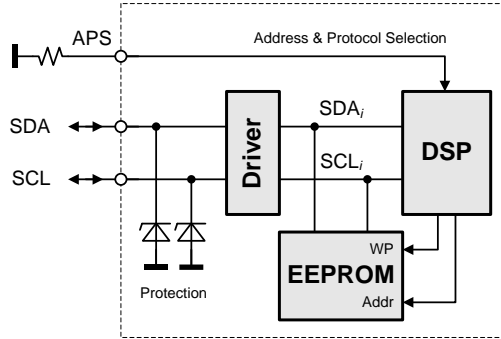 APS
Address & Protocol Selection
SDA
SDAi
Driver
DSP
SCL
SCLi
WP
EEPROM
Protection
Addr